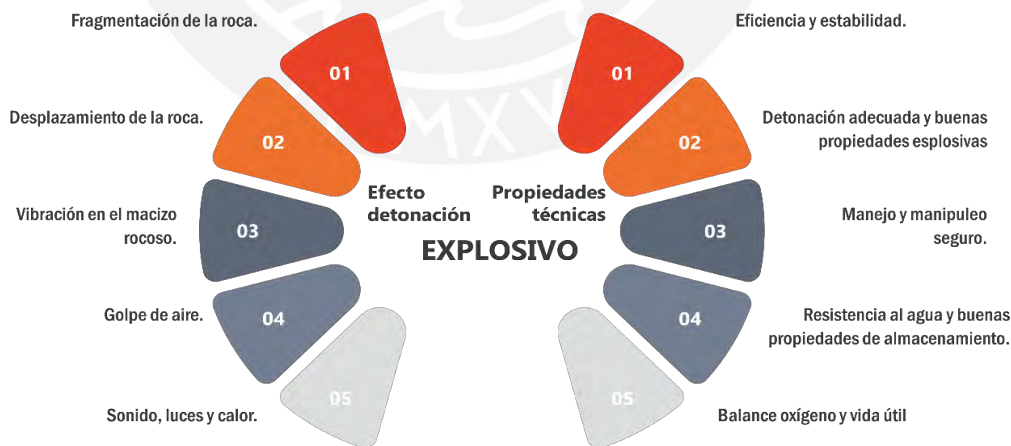 Fragmentación de la roca.
01
Desplazamiento de la roca.
02
Vibración en el macizo
rocoso.
03
Golpe de aire.
04
Sonido, luces y calor.
05
Efecto
detonación
Propiedades
técnicas
EXPLOSIVO
01
Eficiencia y estabilidad.
02
Detonación adecuada y buenas
propiedades explosivas
03
Manejo y manipuleo
seguro.
04
Resistencia al agua y buenas
propiedades de almacenamiento.
05
Balance oxígeno y vida útil
MXV